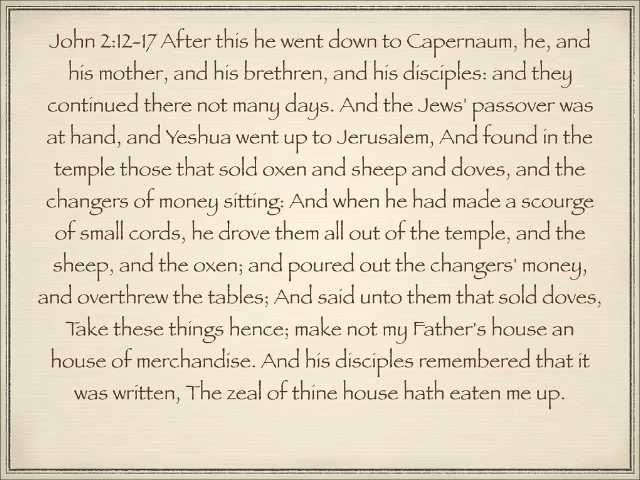 John 2:12-17 After this he went down to Capernaum, he, and
his mother, and his brethren, and his disciples: and they
continued there not many days. And the Jews' passover was
at hand, and Yeshua went up to Jerusalem, And found in the
temple those that sold oxen and sheep and doves, and the
changers of money sitting: And when he had made a scourge
of small cords, he drove them all out of the temple, and the
sheep, and the oxen; and poured out the changers' money,
and overthrew the tables; And said unto them that sold doves,
Take these things hence; make not my Father's house an
house of merchandise. And his disciples remembered that it
was written, The zeal of thine house hath eaten me up.